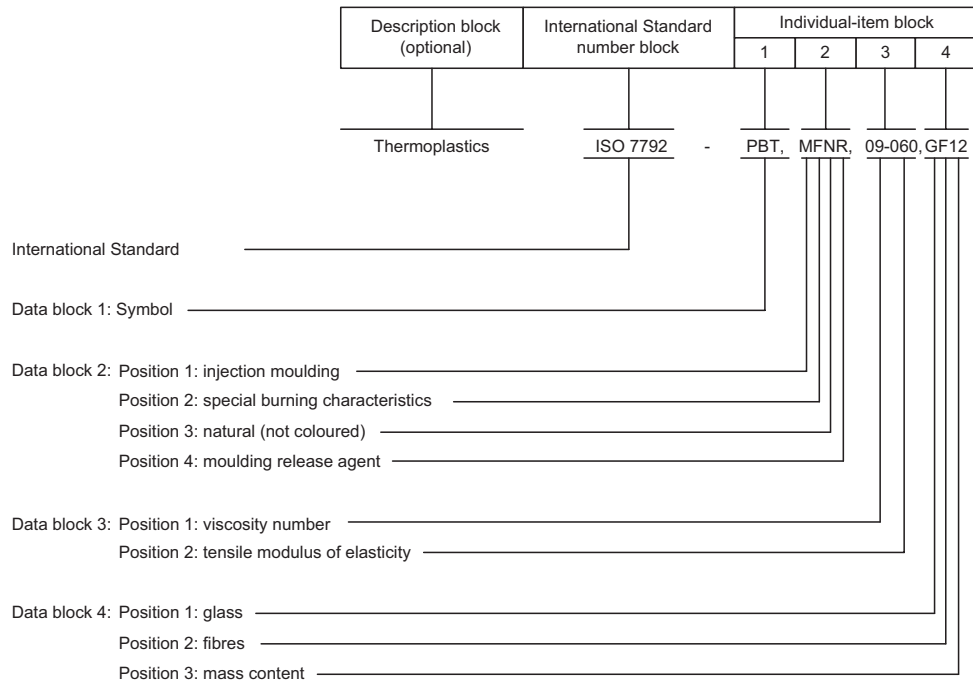 Description block
(optional)
International Standard
number block
Individual-item block
1 2 3 4
Thermoplastics ISO 7792 - PBT, MFNR, 09-060, GF12
International Standard
Data block 1: Symbol
Data block 2: Position 1: injection moulding
Position 2: special burning characteristics
Position 3: natural (not coloured)
Position 4: moulding release agent
Data block 3: Position 1: viscosity number
Position 2: tensile modulus of elasticity
Data block 4: Position 1: glass
Position 2: fibres
Position 3: mass content